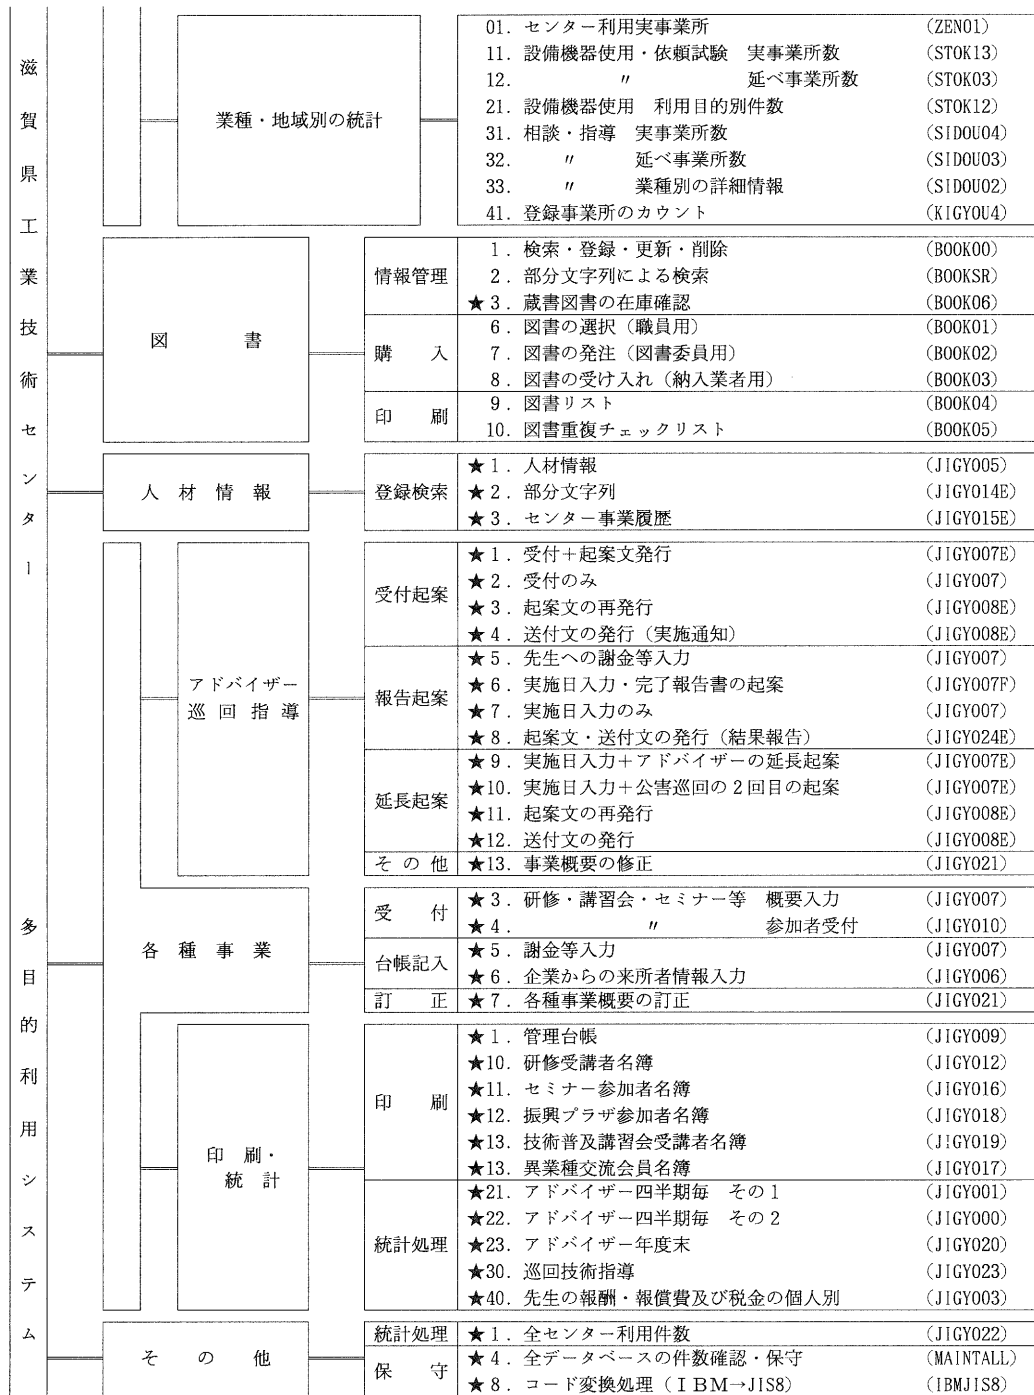 滋賀県工業技術センター
多目的利用システム
業種・地域別の統計
01. センター利用実事業所 (ZEN01)
11. 設備機器使用・依頼試験 実事業所数 (STOK13)
12. 〃 延べ事業所数 (STOK03)
21. 設備機器使用 利用目的別件数 (STOK12)
31. 相談・指導 実事業所数 (SIDOU04)
32. 〃 延べ事業所数 (SIDOU03)
33. 〃 業種別の詳細情報 (SIDOU02)
41. 登録事業所のカウント (KIGYOU4)
図書
情報管理
1. 検索・登録・更新・削除 (BOOK00)
2. 部分文字列による検索 (BOOKSR)
★3. 蔵書図書の在庫確認 (BOOK06)
購入
6. 図書の選択（職員用） (BOOK01)
7. 図書の発注（図書委員用） (BOOK02)
8. 図書の受け入れ（納入業者用） (BOOK03)
印刷
9. 図書リスト (BOOK04)
10. 図書重複チェックリスト (BOOK05)
人材情報
登録検索
★1. 人材情報 (JIGYO05)
★2. 部分文字列 (JIGYO14E)
★3. センター事業履歴 (JIGYO15E)
アドバイザー
巡回指導
受付起案
★1. 受付＋起案文発行 (JIGYO07E)
★2. 受付のみ (JIGYO07)
★3. 起案文の再発行 (JIGYO08E)
★4. 送付文の発行（実施通知） (JIGYO08E)
報告起案
★5. 先生への謝金等入力 (JIGYO07)
★6. 実施日入力・完了報告書の起案 (JIGYO07F)
★7. 実施日入力のみ (JIGYO07)
★8. 起案文・送付文の発行（結果報告） (JIGYO24E)
延長起案
★9. 実施日入力＋アドバイザーの延長起案 (JIGYO07E)
★10. 実施日入力＋公害巡回の２回目の起案 (JIGYO07E)
★11. 起案文の再発行 (JIGYO08E)
★12. 送付文の発行 (JIGYO08E)
その他
★13. 事業概要の修正 (JIGYO21)
各種事業
受付
★3. 研修・講習会・セミナー等 概要入力 (JIGYO07)
★4. 〃 参加者受付 (JIGYO10)
台帳記入
★5. 謝金等入力 (JIGYO07)
★6. 企業からの来所者情報入力 (JIGYO06)
訂正
★7. 各種事業概要の訂正 (JIGYO21)
印刷・
統計
印刷
★1. 管理台帳 (JIGYO09)
★10. 研修受講者名簿 (JIGYO12)
★11. セミナー参加者名簿 (JIGYO16)
★12. 振興プラザ参加者名簿 (JIGYO18)
★13. 技術普及講習会受講者名簿 (JIGYO19)
★13. 異業種交流会員名簿 (JIGYO17)
統計処理
★21. アドバイザー四半期毎 その１ (JIGYO01)
★22. アドバイザー四半期毎 その２ (JIGYO00)
★23. アドバイザー年度末 (JIGYO20)
★30. 巡回技術指導 (JIGYO23)
★40. 先生の報酬・報償費及び税金の個人別 (JIGYO03)
その他
統計処理
★1. 全センター利用件数 (JIGYO22)
保守
★4. 全データベースの件数確認・保守 (MAINTALL)
★8. コード変換処理（ＩＢＭ→JIS8） (IBMJIS8)